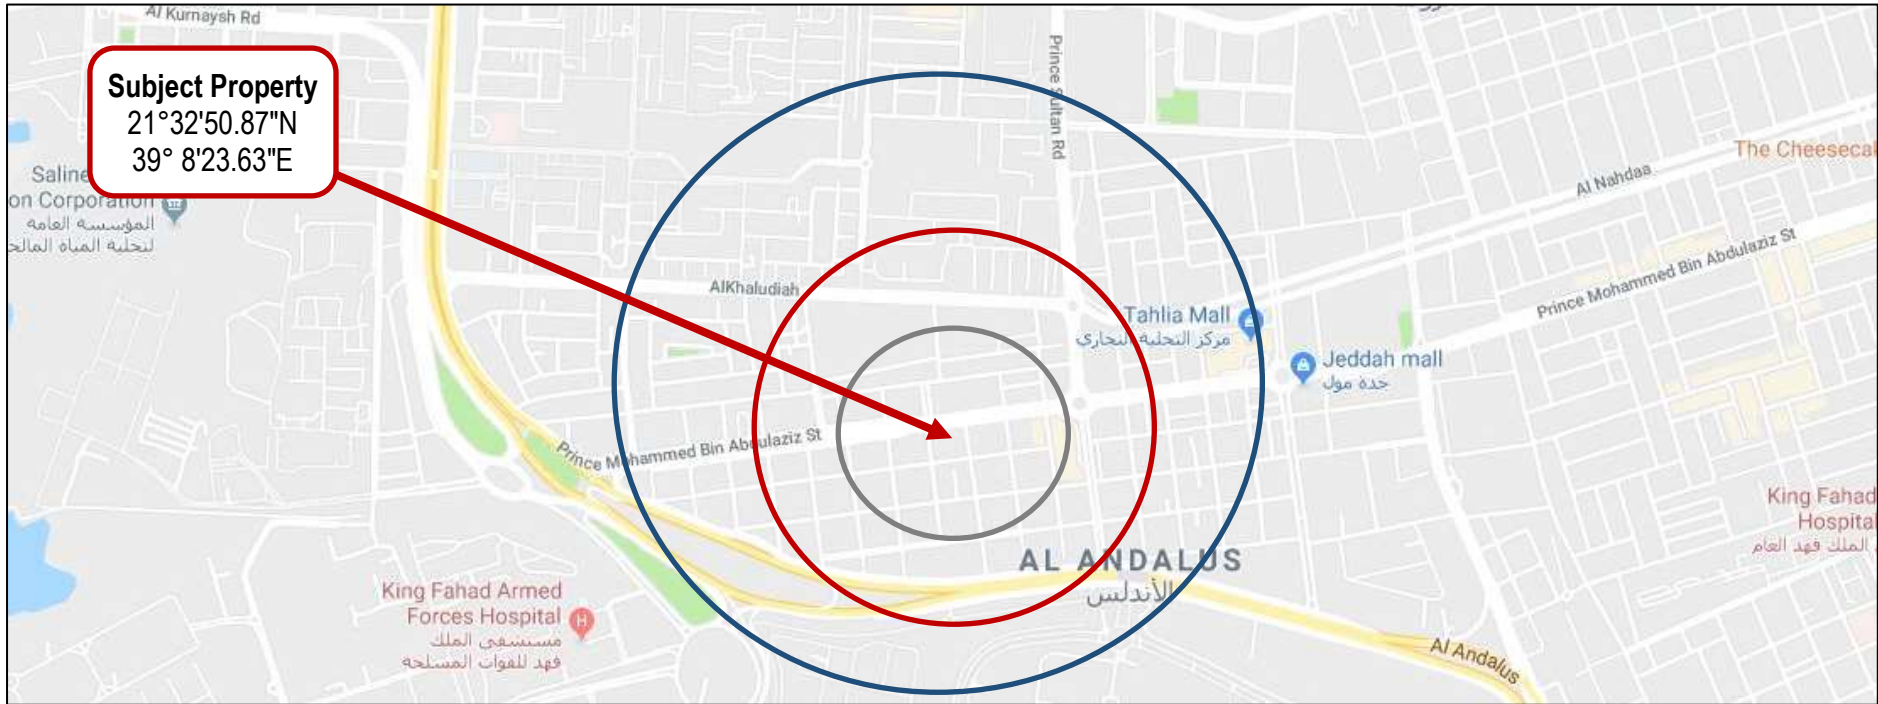 Al Kurnaysh Rd
Subject Property
21°32'50.87"N
39° 8'23.63"E
Prince Sultan Rd
The Cheesecak
Al Nahdaa
Saline
on Corporation
المؤسسة العامة
لتحلية المياه المالح
Prince Mohammed Bin Abdulaziz St
AlKhaludiah
Tahlia Mall
مركز التحلية التجاري
Jeddah mall
جدة مول
Prince Mohammed Bin Abdulaziz St
King Fahad
Hospital
الملك فهد العام
AL ANDALUS
الأندلس
King Fahad Armed
Forces Hospital
H
مستشفى الملك
فهد للقوات المسلحة
Al Andalus